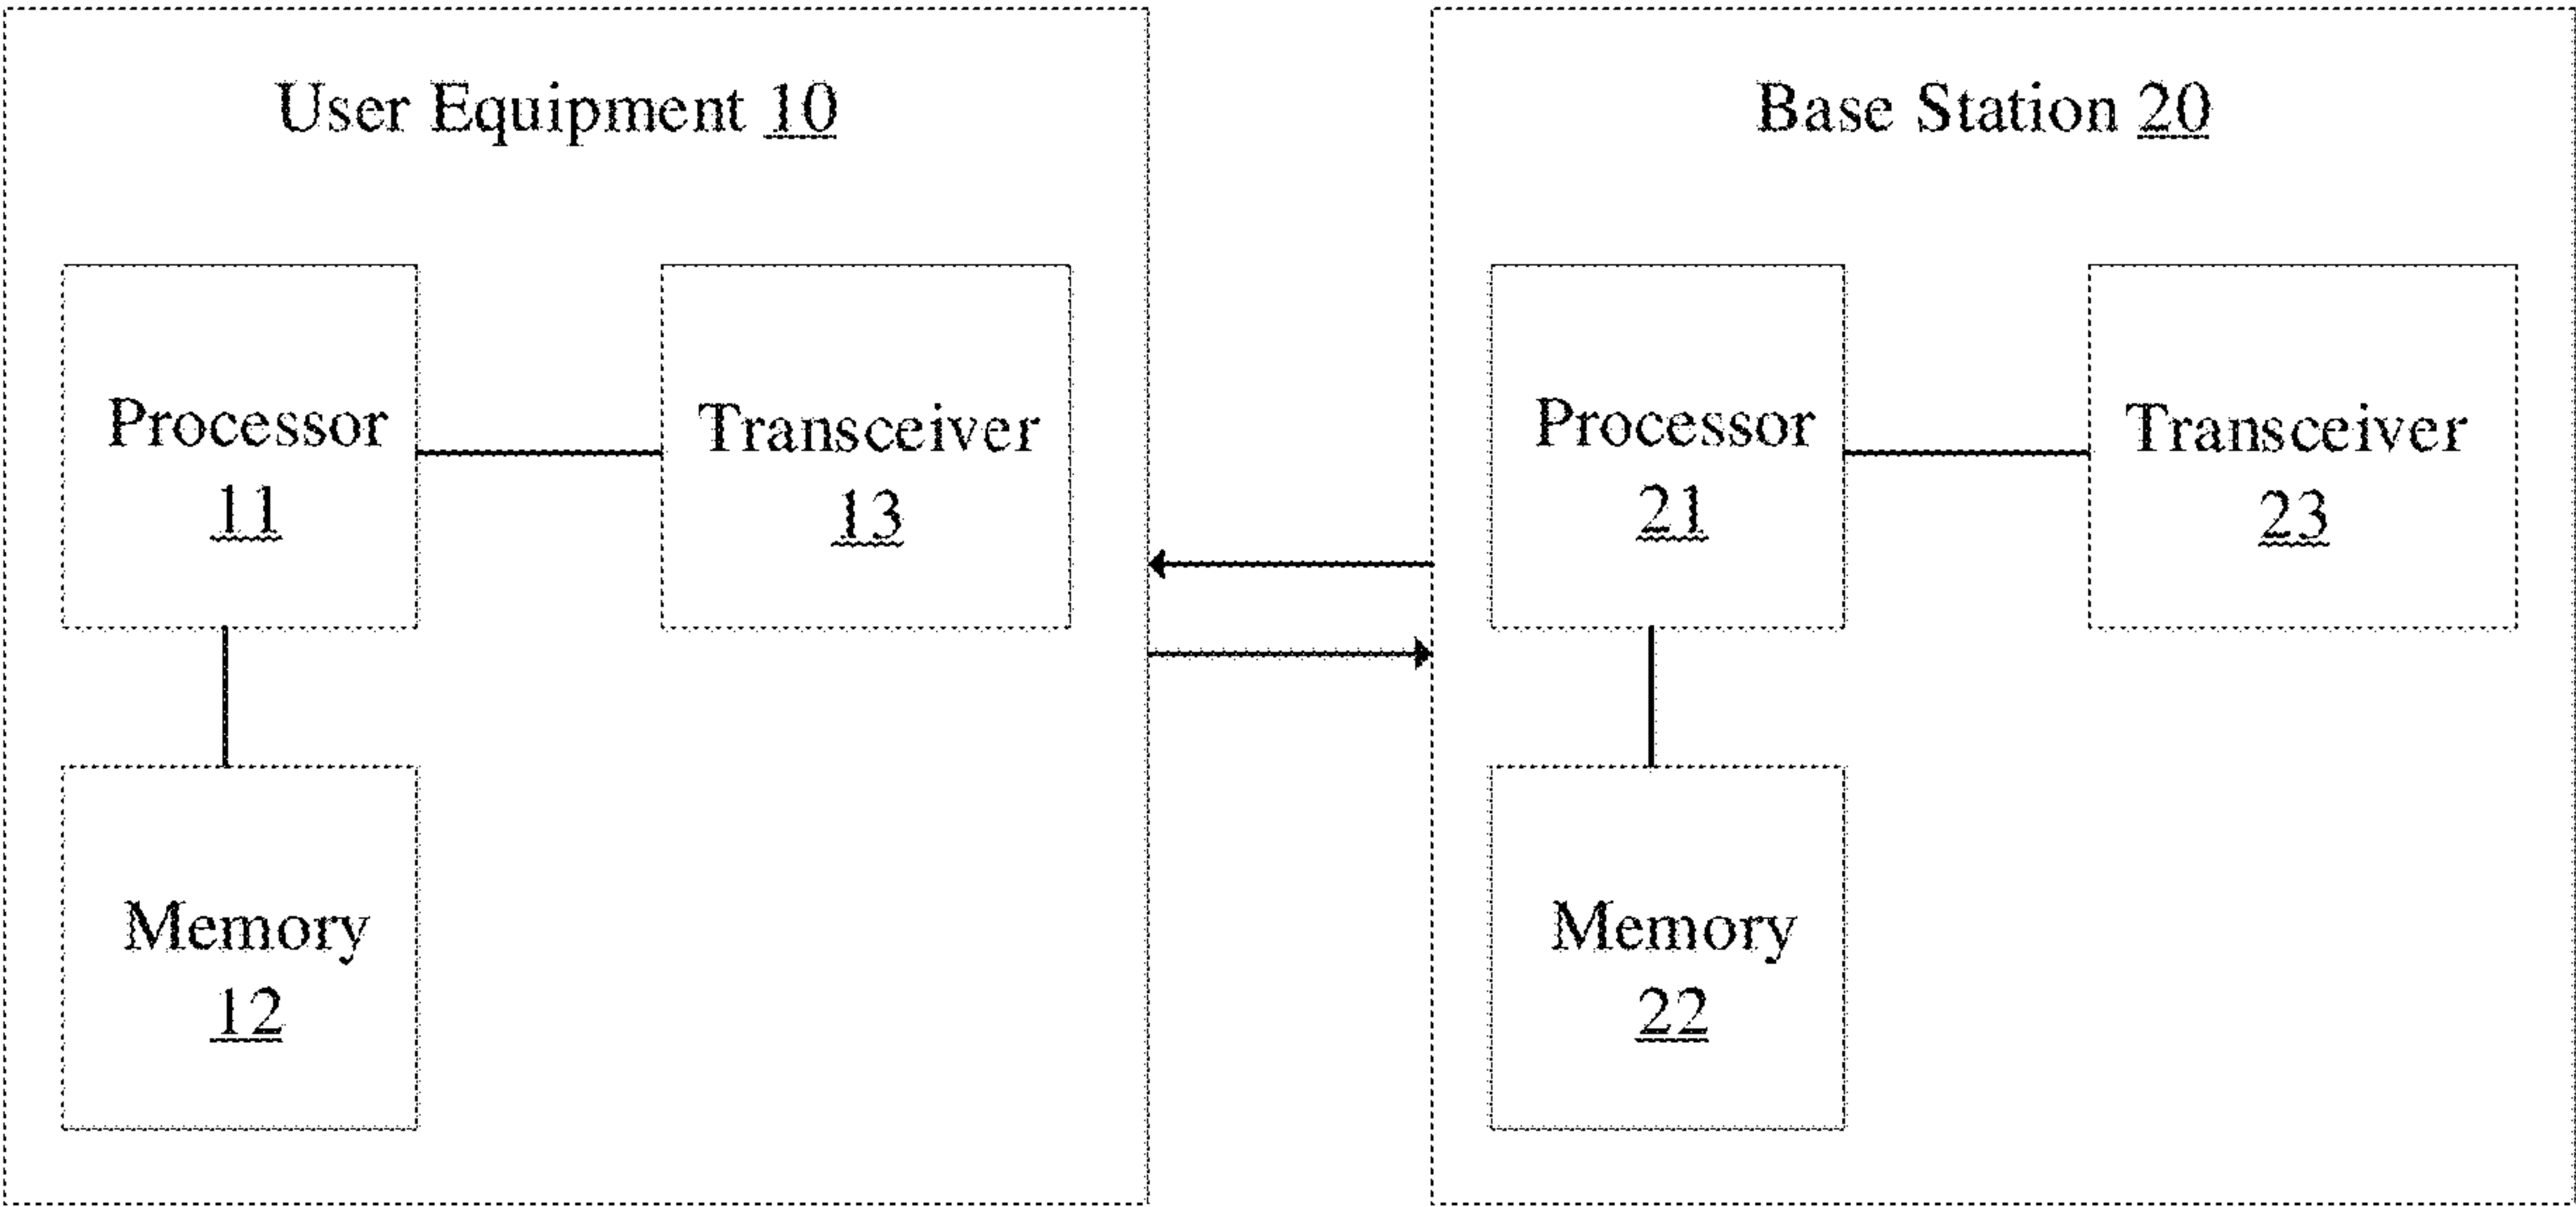 User Equipment 10
Processor
11
Transceiver
13
Memory
12
Base Station 20
Processor
21
Transceiver
23
Memory
22